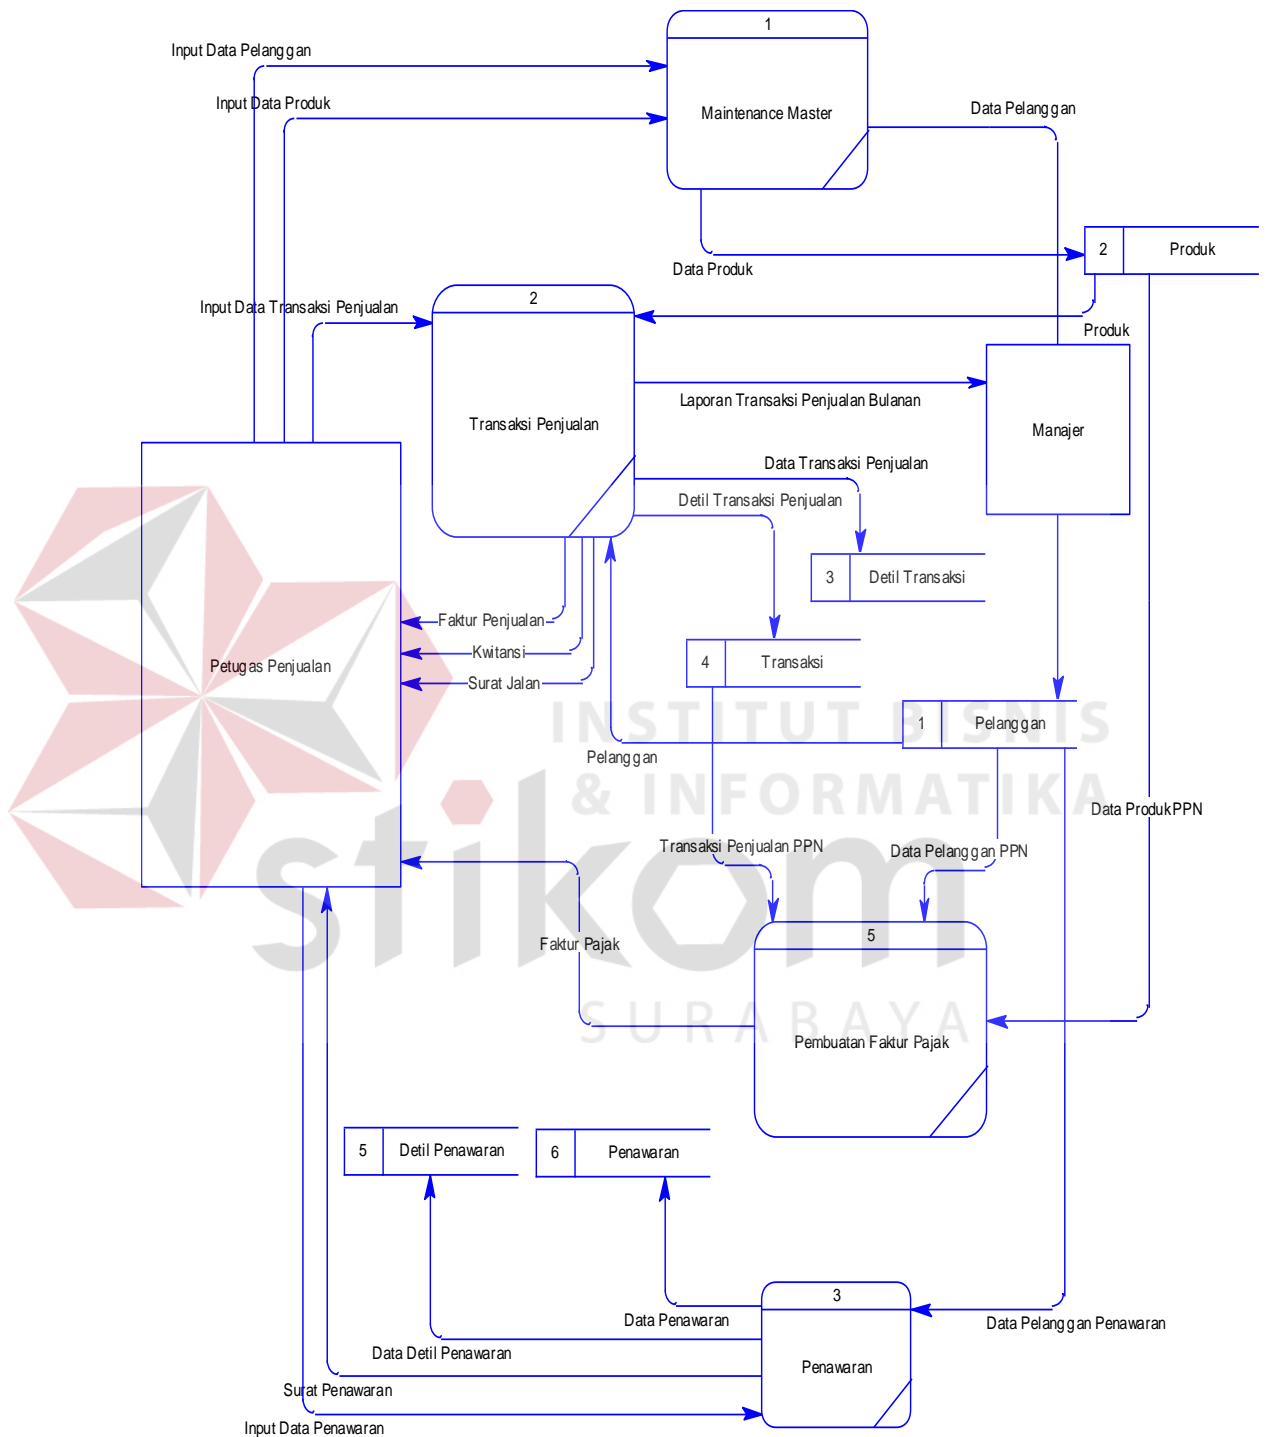 1
Input Data Pelanggan
Input Data Produk
Maintenance Master
Data Pelanggan
2
Produk
Data Produk
2
Input Data Transaksi Penjualan
Produk
Laporan Transaksi Penjualan Bulanan
Transaksi Penjualan
Manajer
Data Transaksi Penjualan
Detil Transaksi Penjualan
3
Detil Transaksi
Faktur Penjualan
Kwitansi
Surat Jalan
Petugas Penjualan
4
Transaksi
1
Pelanggan
INSTITUT BISNIS
& INFORMATIKA
Pelanggan
Data Produk PPN
Transaksi Penjualan PPN
Data Pelanggan PPN
stikom
5
Faktur Pajak
SURABAYA
Pembuatan Faktur Pajak
5
Detil Penawaran
6
Penawaran
3
Data Penawaran
Data Pelanggan Penawaran
Data Detil Penawaran
Penawaran
Surat Penawaran
Input Data Penawaran